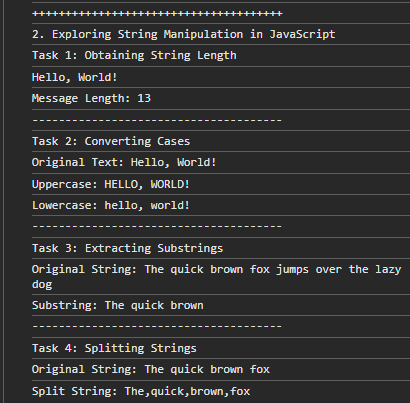 ++++++++++++++++++++++++++++++++++++++
2. Exploring String Manipulation in JavaScript
Task 1: Obtaining String Length
Hello, World!
Message Length: 13
--------------------------------------
Task 2: Converting Cases
Original Text: Hello, World!
Uppercase: HELLO, WORLD!
Lowercase: hello, world!
--------------------------------------
Task 3: Extracting Substrings
Original String: The quick brown fox jumps over the lazy
dog
Substring: The quick brown
--------------------------------------
Task 4: Splitting Strings
Original String: The quick brown fox
Split String: The,quick,brown,fox